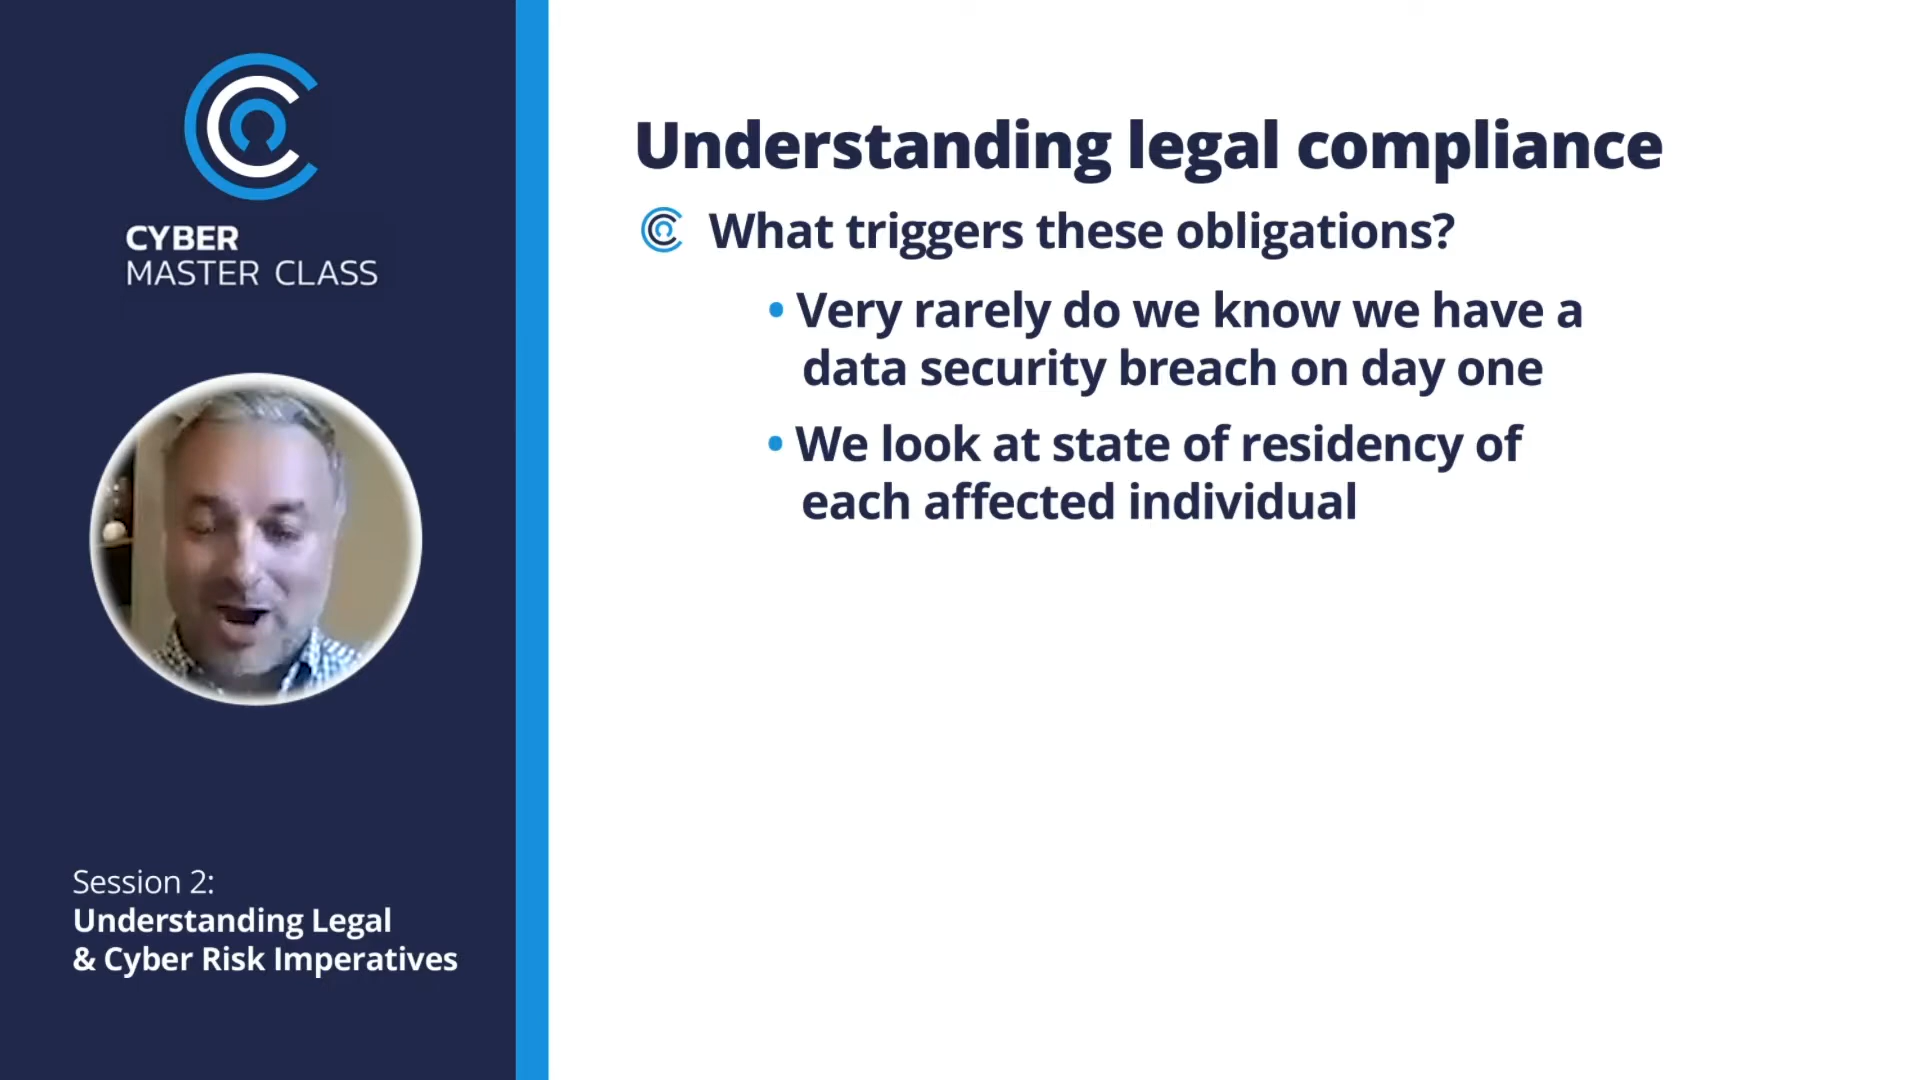 CYBER
MASTER CLASS
Session 2:
Understanding Legal
& Cyber Risk Imperatives
Understanding legal compliance
What triggers these obligations?
• Very rarely do we know we have a
data security breach on day one
• We look at state of residency of
each affected individual